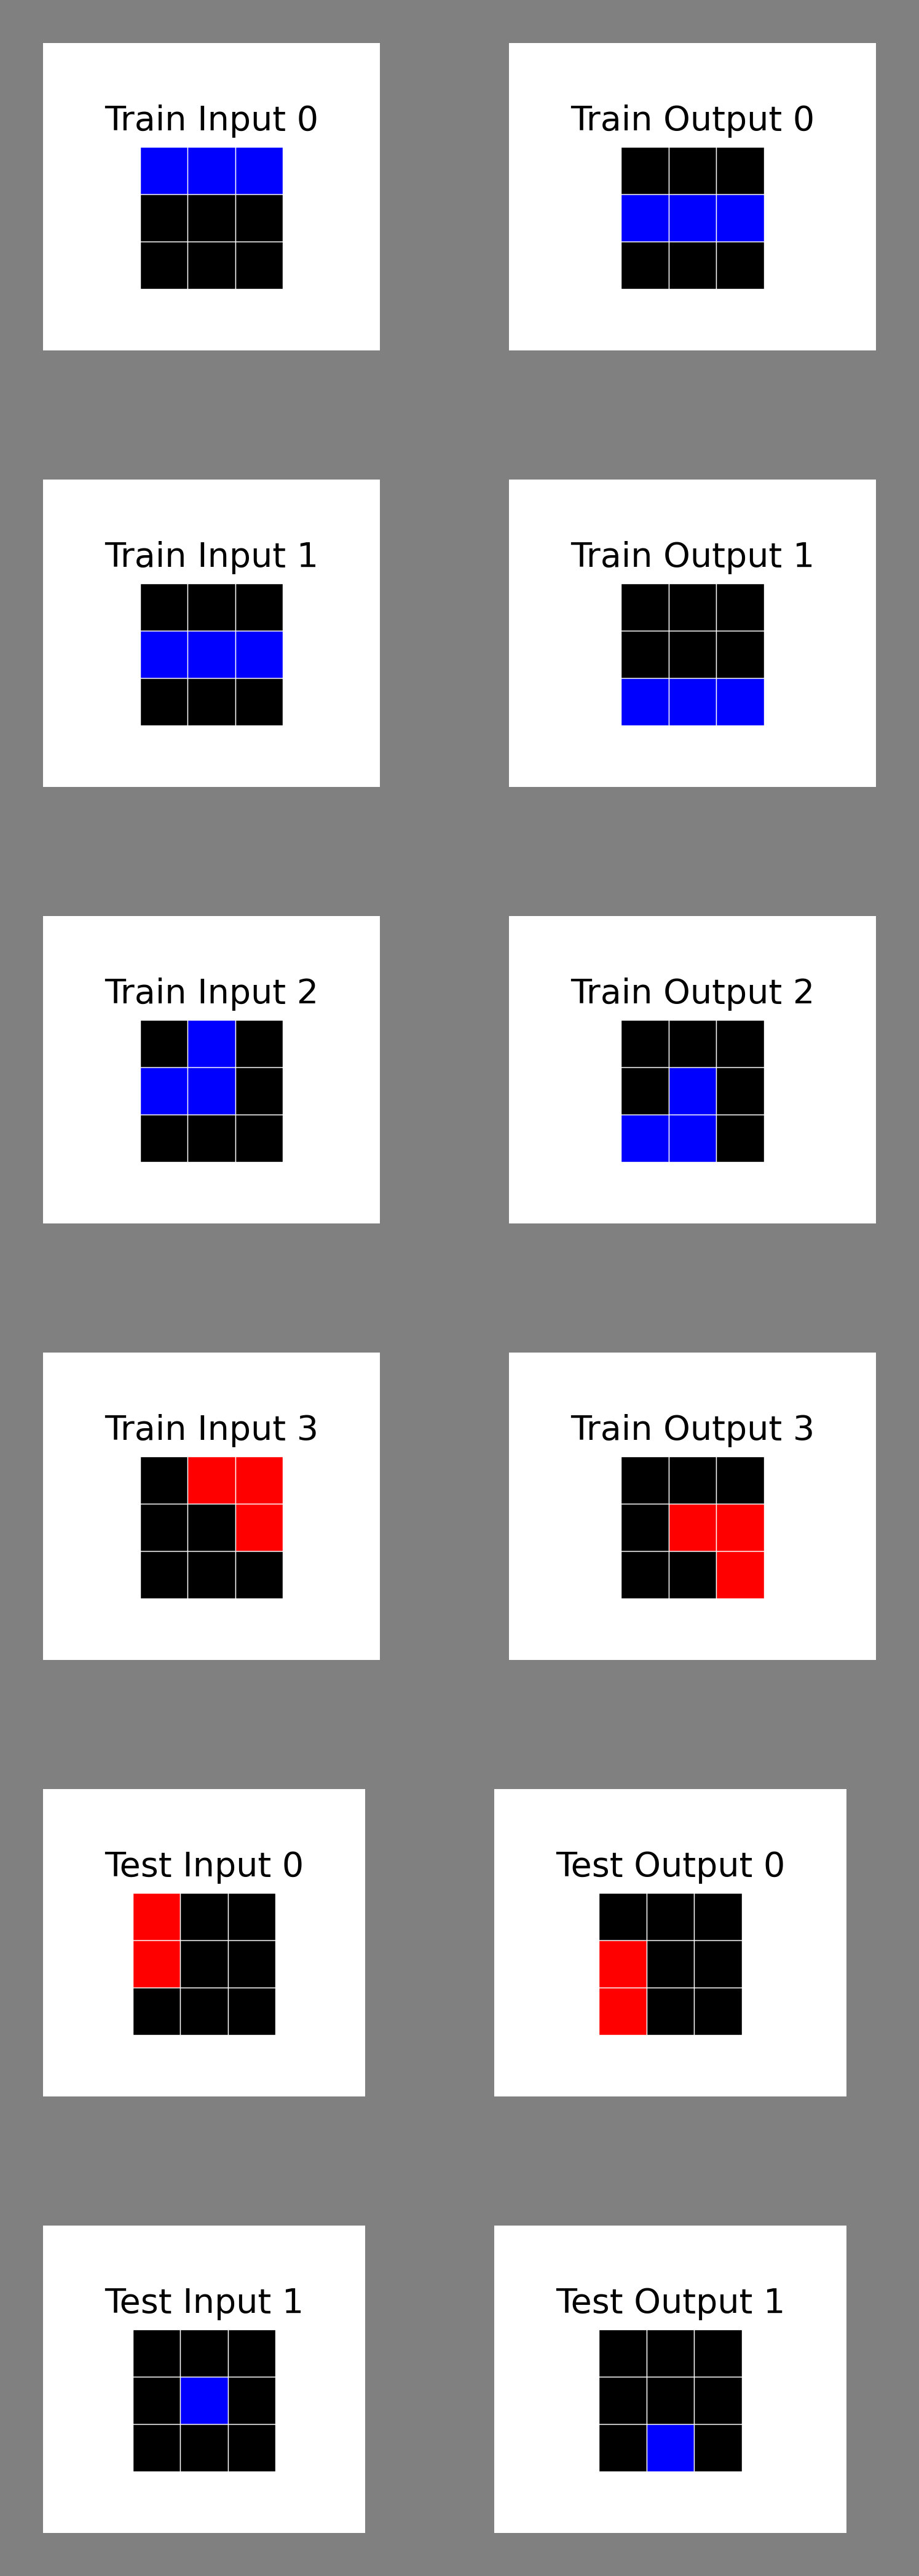 Train Input 0
Train Output 0
Train Input 1
Train Output 1
Train Input 2
Train Output 2
Train Input 3
Train Output 3
Test Input 0
Test Output 0
Test Input 1
Test Output 1